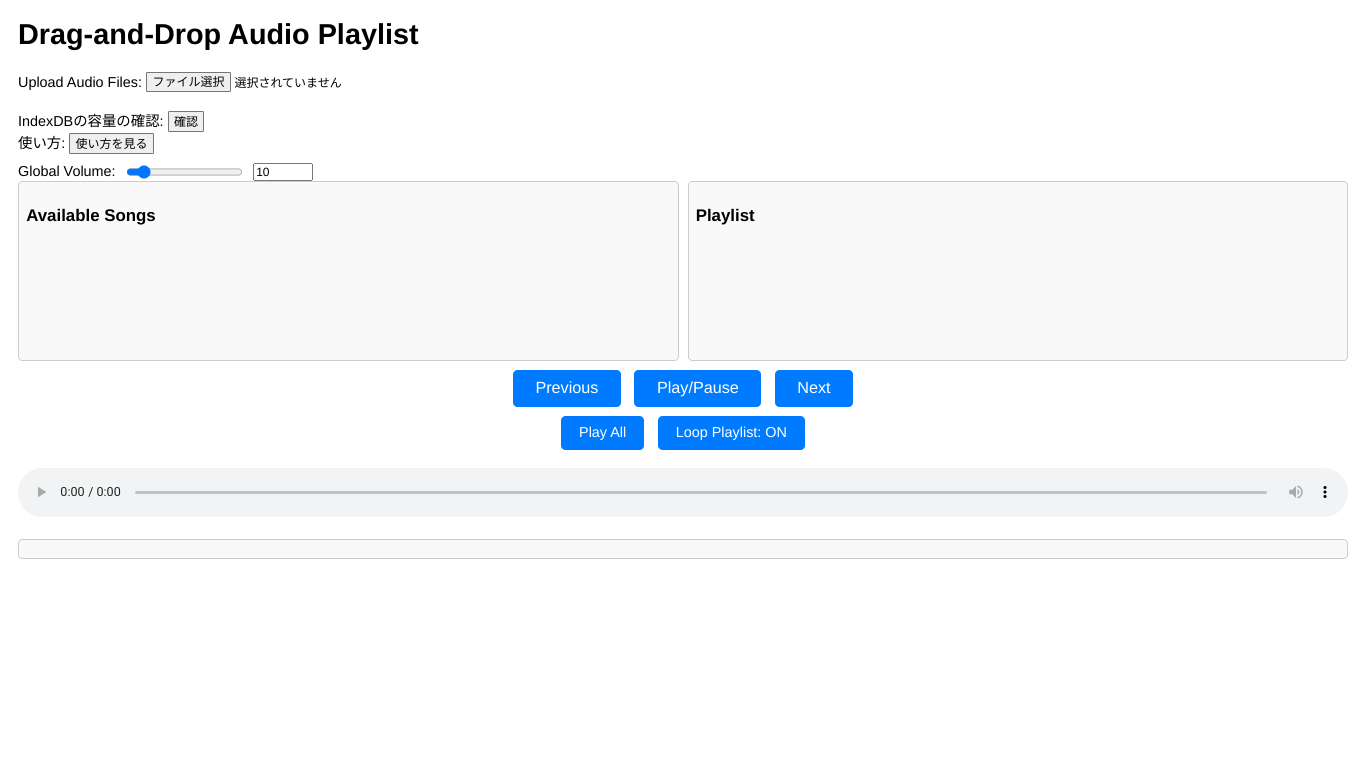 Drag-and-Drop Audio Playlist
Upload Audio Files: ファイル選択 選択されていません
IndexDBの容量の確認: 確認
使い方: 使い方を見る
Global Volume: 10
Available Songs
Playlist
Previous Play/Pause Next
Play All Loop Playlist: ON
0:00 / 0:00